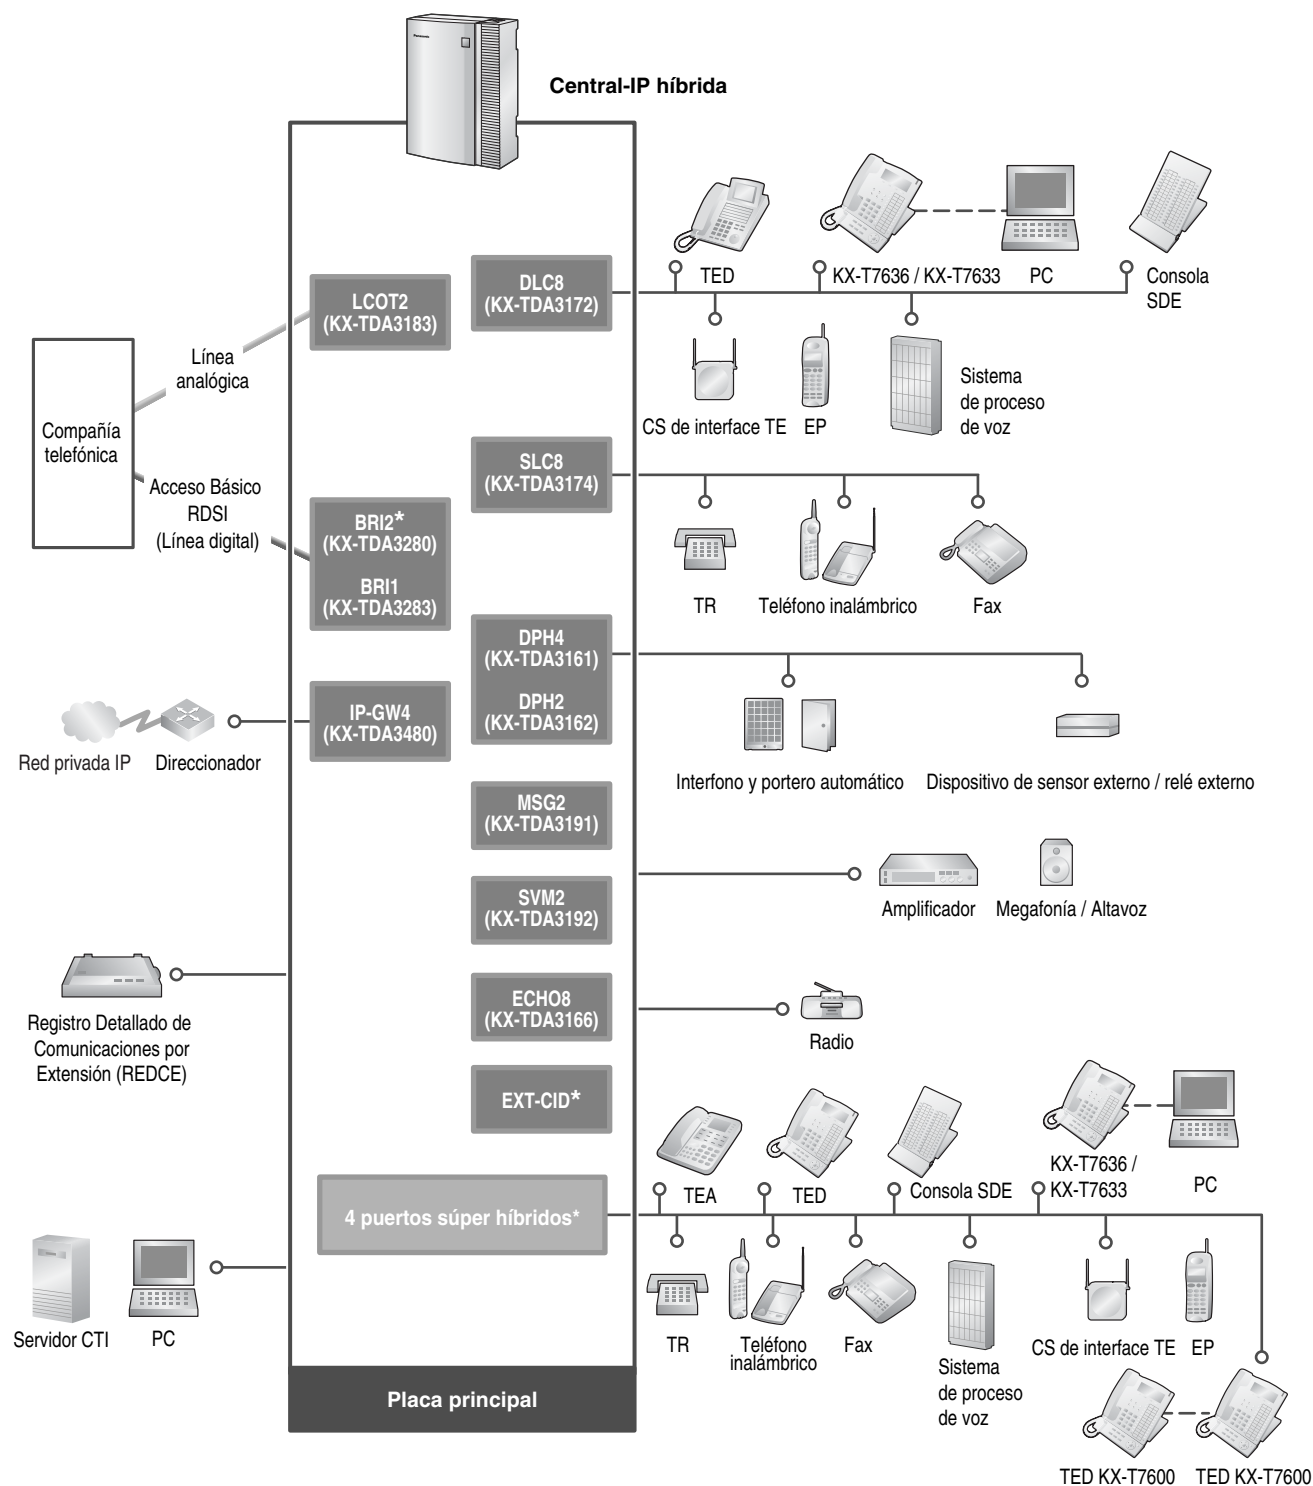 Panasonic
Central-IP híbrida
TED
KX-T7636 / KX-T7633
PC
Consola
SDE
DLC8
(KX-TDA3172)
LCOT2
(KX-TDA3183)
Línea
analógica
Compañía
telefónica
Acceso Básico
RDSI
(Línea digital)
CS de interface TE
EP
Sistema
de proceso
de voz
SLC8
(KX-TDA3174)
BRI2*
(KX-TDA3280)
BRI1
(KX-TDA3283)
TR
Teléfono inalámbrico
Fax
DPH4
(KX-TDA3161)
DPH2
(KX-TDA3162)
IP-GW4
(KX-TDA3480)
Red privada IP
Direccionador
Interfono y portero automático
Dispositivo de sensor externo / relé externo
MSG2
(KX-TDA3191)
SVM2
(KX-TDA3192)
Amplificador
Megafonía / Altavoz
Registro Detallado de
Comunicaciones por
Extensión (REDCE)
ECHO8
(KX-TDA3166)
Radio
EXT-CID*
TEA
TED
Consola SDE
KX-T7636 /
KX-T7633
PC
4 puertos súper híbridos*
Servidor CTI
PC
TR
Teléfono
inalámbrico
Fax
Sistema
de proceso
de voz
CS de interface TE
EP
Placa principal
TED KX-T7600
TED KX-T7600